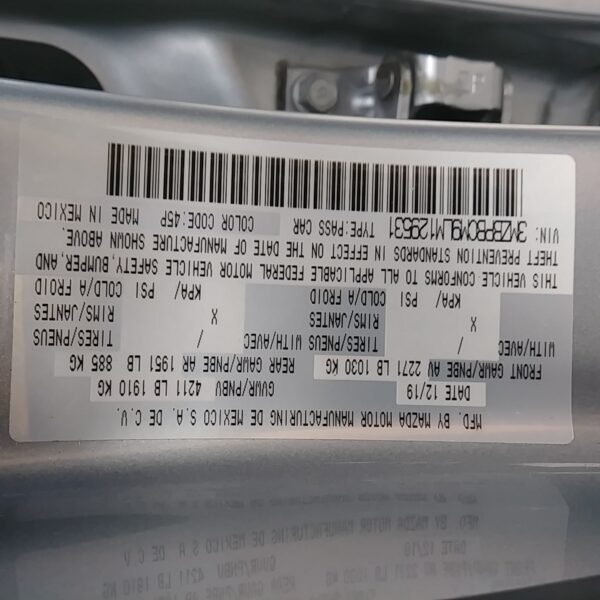 MFD. BY MAZDA MOTOR MANUFACTURING DE MEXICO S.A. DE C.V.
DATE 12/19 GVWR/PNBV 4211 LB 1910 KG
FRONT GAWR/PNBE AV 2271 LB 1030 KG REAR GAWR/PNBE AR 1951 LB 885 KG
WITH/AVEC TIRES/PNEUS WITH/AVEC TIRES/PNEUS
/ RIMS/JANTES / RIMS/JANTES
X COLD/A FROID X COLD/A FROID
KPA/ PSI KPA/ PSI
THIS VEHICLE CONFORMS TO ALL APPLICABLE FEDERAL MOTOR VEHICLE SAFETY, BUMPER, AND
THEFT PREVENTION STANDARDS IN EFFECT ON THE DATE OF MANUFACTURE SHOWN ABOVE.
VIN: 3MZBPBCM9LM129531 TYPE:PASS CAR COLOR CODE:45P MADE IN MEXICO